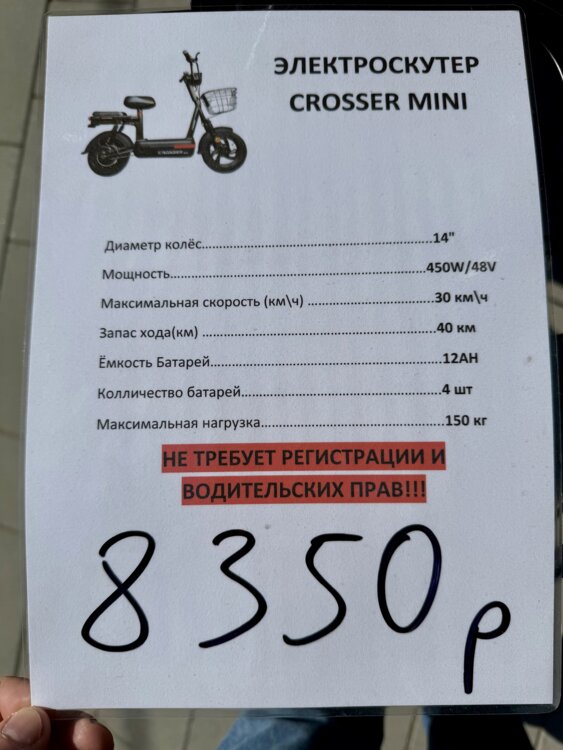 ЭЛЕКТРОСКУТЕР
CROSSER MINI
Диаметр колёс...14"
Мощность...450W/48V
Максимальная скорость (км\ч) ...30 км\ч
Запас хода(км) ...40 км
Ёмкость Батарей...12AH
Колличество батарей...4 шт
Максимальная нагрузка...150 кг
НЕ ТРЕБУЕТ РЕГИСТРАЦИИ И
ВОДИТЕЛЬСКИХ ПРАВ!!!
8350р